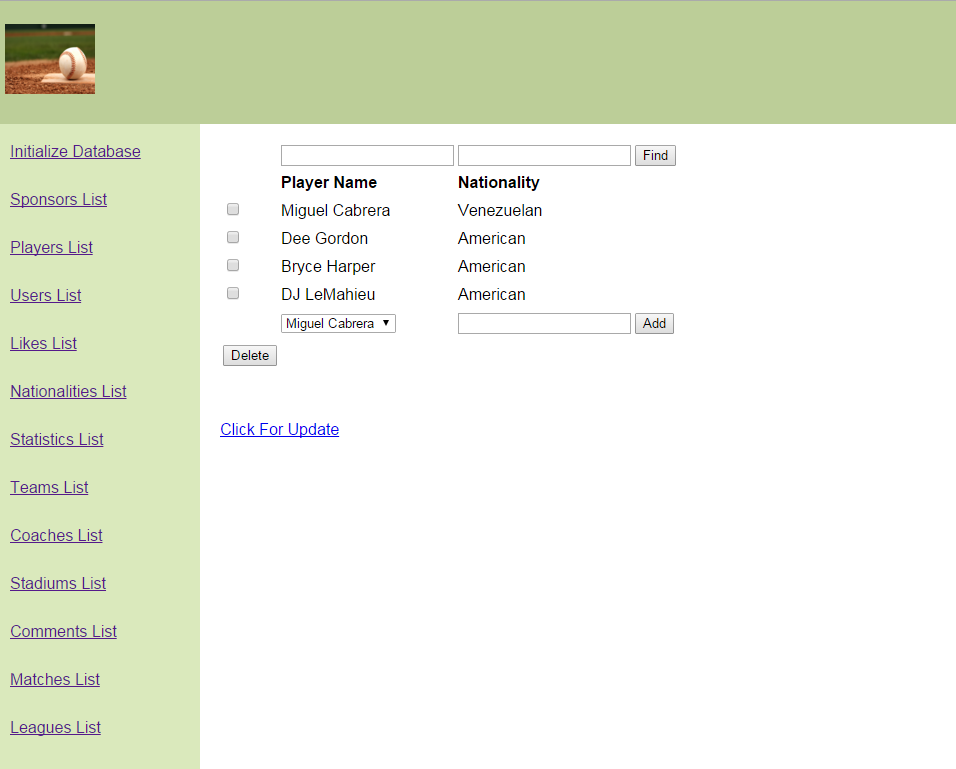 Initialize Database
Sponsors List
Players List
Users List
Likes List
Nationalities List
Statistics List
Teams List
Coaches List
Stadiums List
Comments List
Matches List
Leagues List
Find
Player Name Nationality
Miguel Cabrera Venezuelan
Dee Gordon American
Bryce Harper American
DJ LeMahieu American
Miguel Cabrera Add
Delete
Click For Update